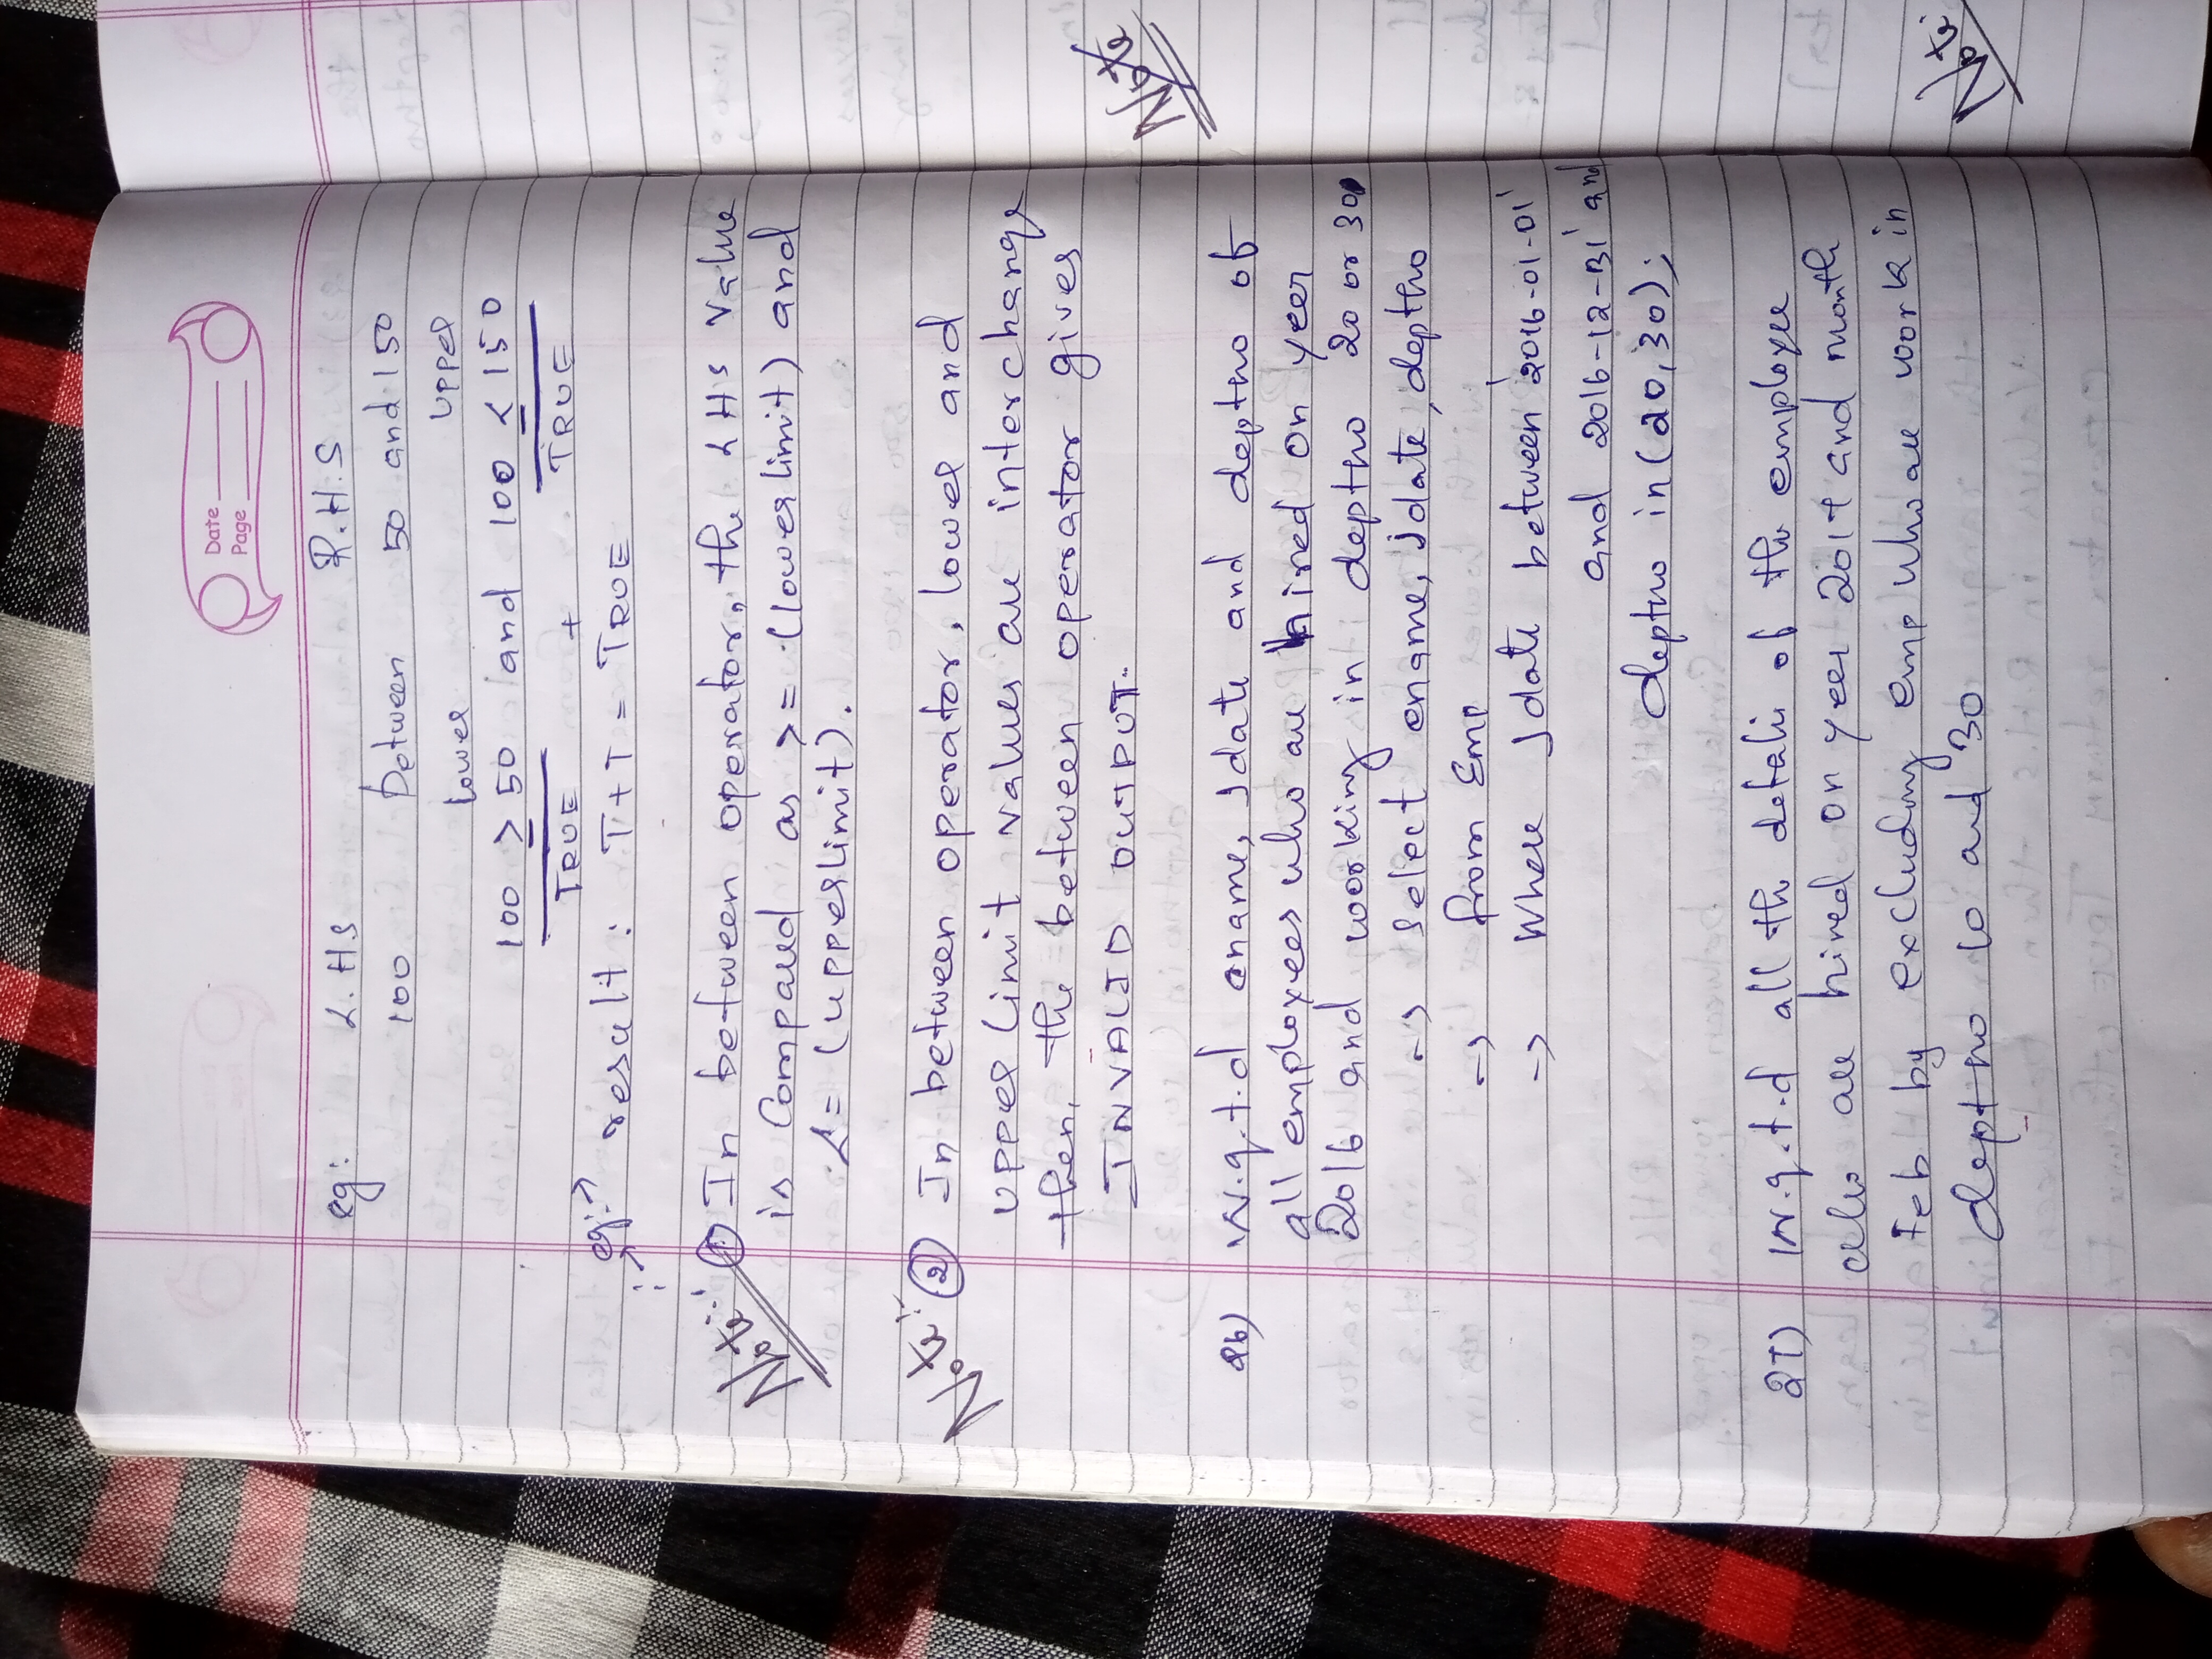 Date
Page
eg: L.HS R.H.S
100 between 50 and 150
lower upper
100 ≥ 50 and 100 ≤ 150
TRUE + TRUE
eg:→ result: T+T = TRUE
Note:-
① In between operator, the LHS value
is Compared as >= (lower limit) and
<= (upper limit).
Note:-
② In between operator, lower and
upper limit values are interchange
then, the between operator gives
INVALID OUTPUT.
26) W.q.t.d ename, Jdate and deptno of
all employees who are hired on year
2016 and working in deptno 20 or 30
-> Select ename, Jdate, deptno
-> from Emp
-> Where Jdate between '2016-01-01'
and 2016-12-31' and
deptno in (20,30);
27) W.q.t.d all the details of the employee
who are hired on year 2017 and month
Feb by excluding emp who are work in
deptno 10 and 30
Note
Note: